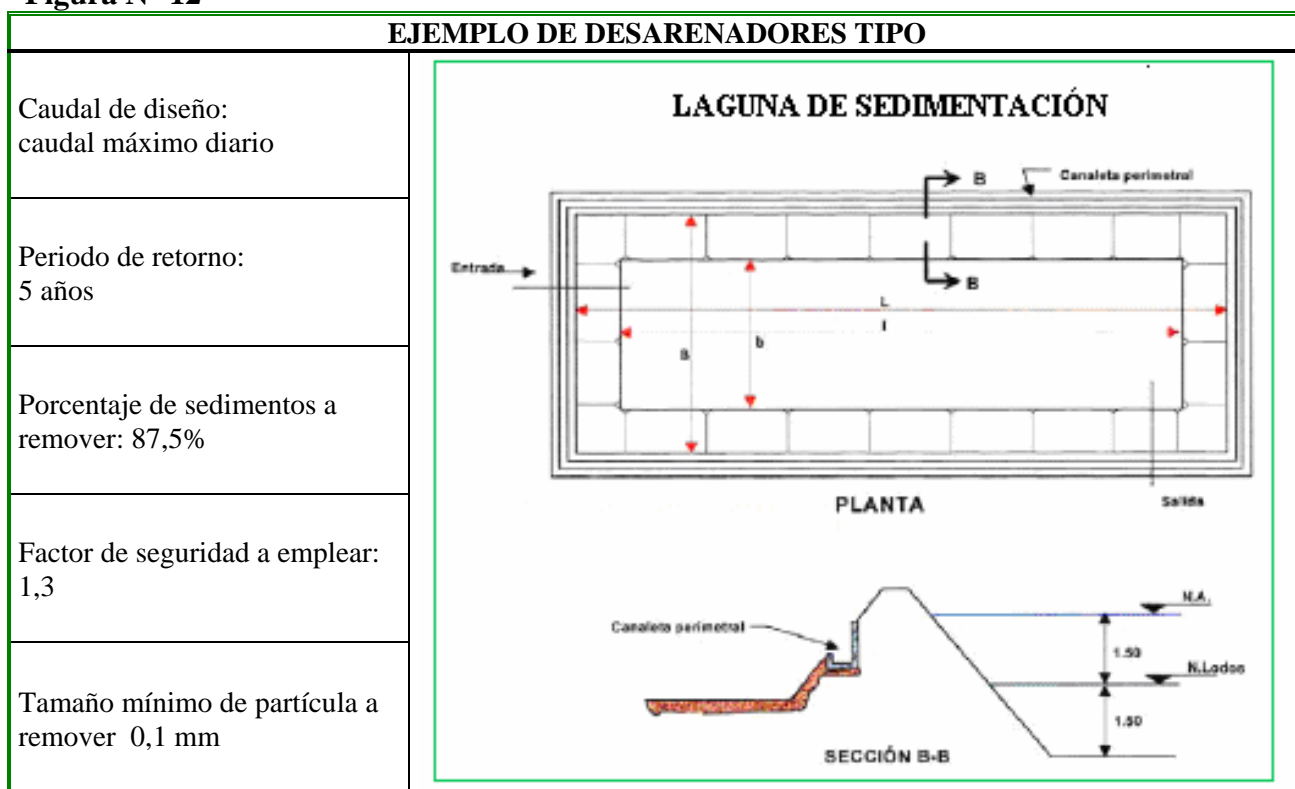 Figura N° 12
EJEMPLO DE DESARENADORES TIPO
Caudal de diseño:
caudal máximo diario
Periodo de retorno:
5 años
Porcentaje de sedimentos a
remover: 87,5%
Factor de seguridad a emplear:
1,3
Tamaño mínimo de partícula a
remover 0,1 mm
LAGUNA DE SEDIMENTACIÓN
B
Canaleta perimetral
Entrada
B
L
l
B
b
PLANTA
Salida
N.A.
Canaleta perimetral
1.50
N.Lodos
1.50
SECCIÓN B-B